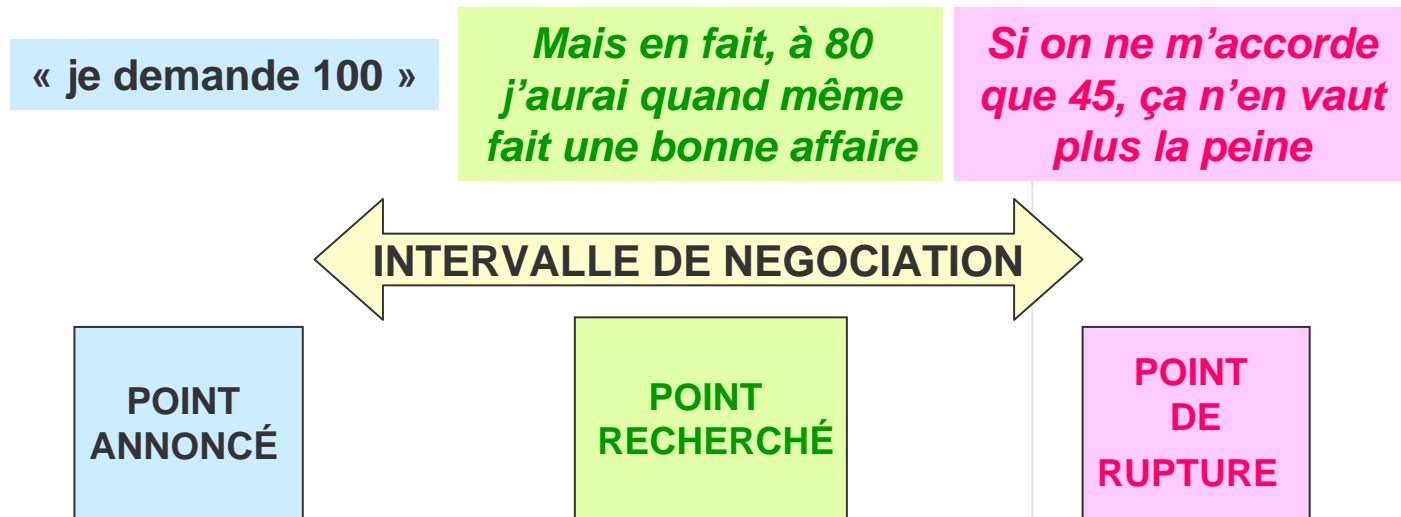 « je demande 100 »
Mais en fait, à 80
j’aurai quand même
fait une bonne affaire
Si on ne m’accorde
que 45, ça n’en vaut
plus la peine
INTERVALLE DE NEGOCIATION
POINT
ANNONCÉ
POINT
RECHERCHÉ
POINT
DE
RUPTURE